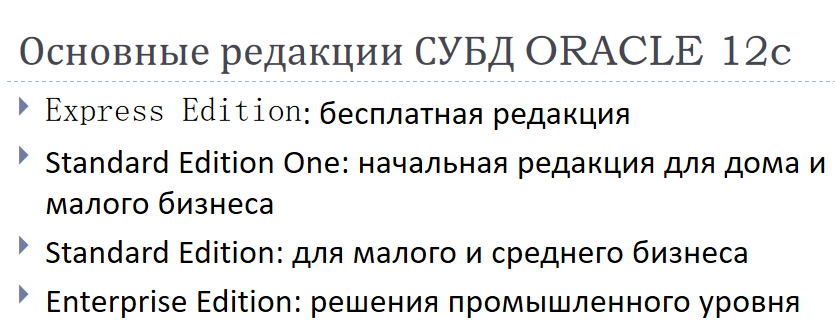 Основные редакции СУБД ORACLE 12c
Express Edition: бесплатная редакция
Standard Edition One: начальная редакция для дома и
малого бизнеса
Standard Edition: для малого и среднего бизнеса
Enterprise Edition: решения промышленного уровня